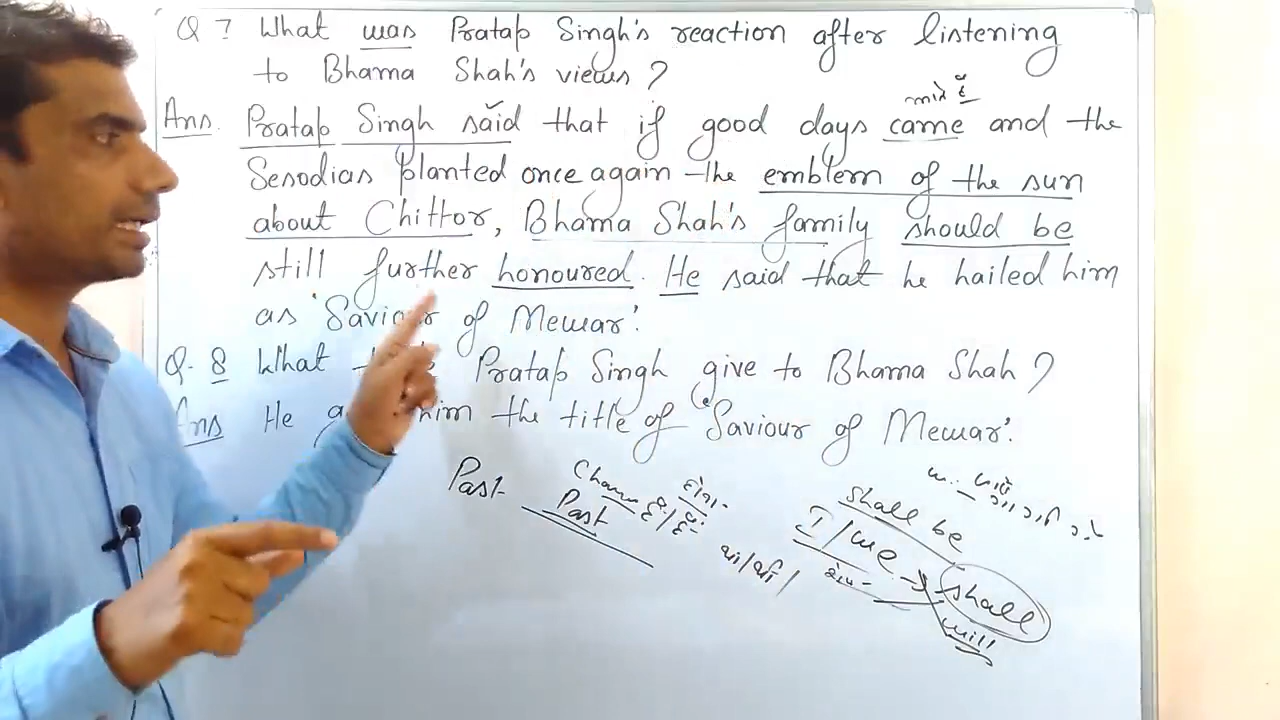 Q 7 What was Pratap Singh's reaction after listening
to Bhama Shah's views?
Ans. Pratap Singh said that if good days came and the
Sesodias planted once again the emblem of the sun
about Chittor, Bhama Shah's family should be
still further honoured. He said that he hailed him
as 'Saviour of Mewar'.
Q. 8 What Pratap Singh give to Bhama Shah?
Ans He him the title of 'Saviour of Mewar'.
Past
Past
shall be
I/we → shall
will